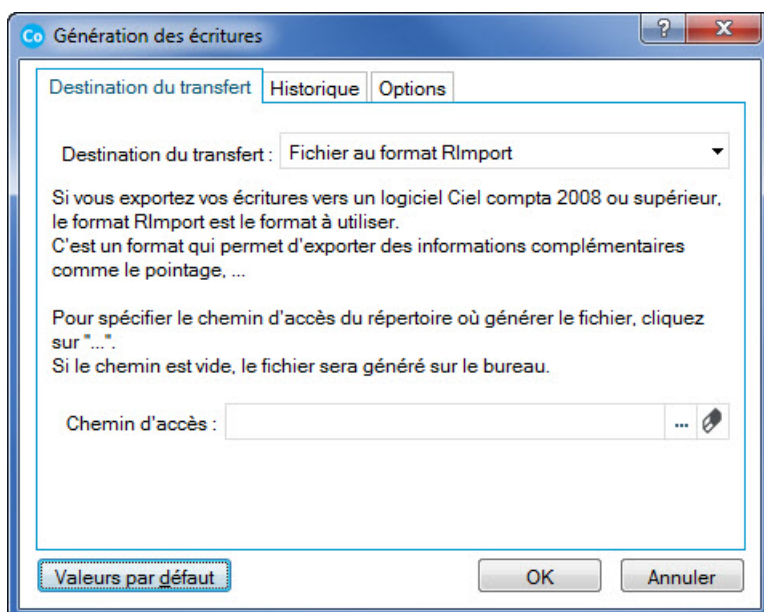 Co Génération des écritures
?
X
Destination du transfert Historique Options
Destination du transfert : Fichier au format RImport
Si vous exportez vos écritures vers un logiciel Ciel compta 2008 ou supérieur,
le format RImport est le format à utiliser.
C'est un format qui permet d'exporter des informations complémentaires
comme le pointage, ...
Pour spécifier le chemin d'accès du répertoire où générer le fichier, cliquez
sur "...".
Si le chemin est vide, le fichier sera généré sur le bureau.
Chemin d'accès : ...
Valeurs par défaut OK Annuler